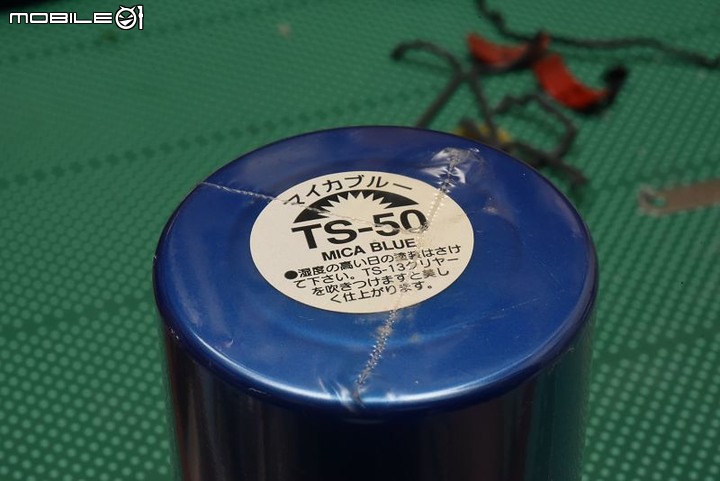 MOBILE01
マイカブルー
TS-50
MICA BLUE
●湿度の高い日の塗装はさけ
て下さい。TS-13クリヤー
を吹きつけますと美し
く仕上がります。